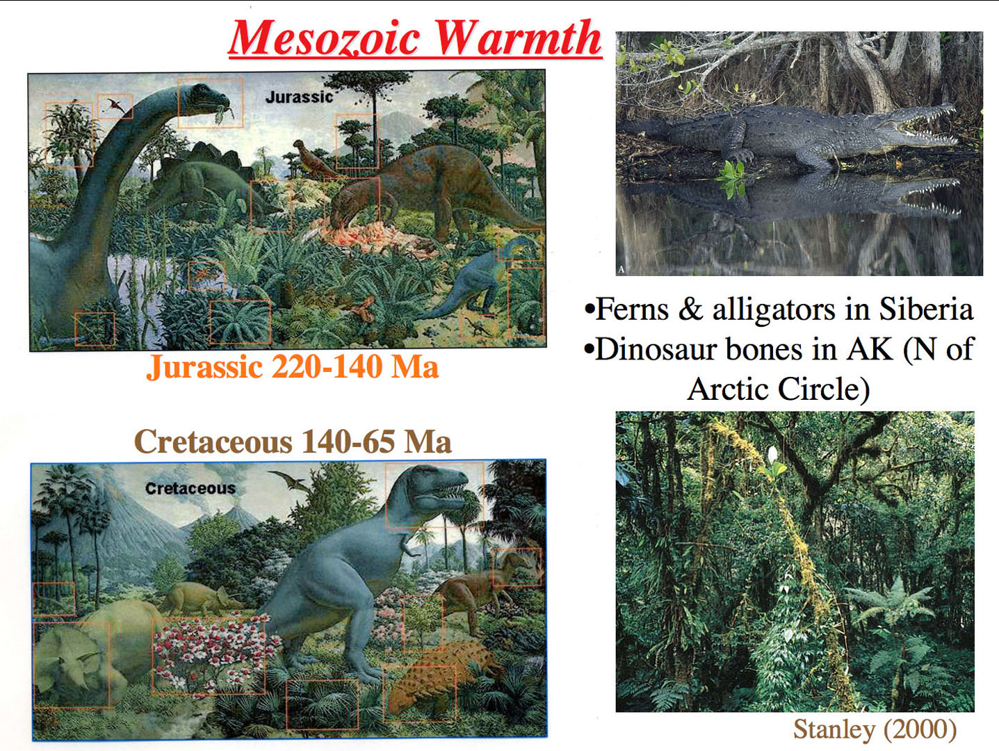 Mesozoic Warmth
Jurassic
Jurassic 220-140 Ma
Cretaceous 140-65 Ma
Cretaceous
A
•Ferns & alligators in Siberia
•Dinosaur bones in AK (N of
Arctic Circle)
Stanley (2000)